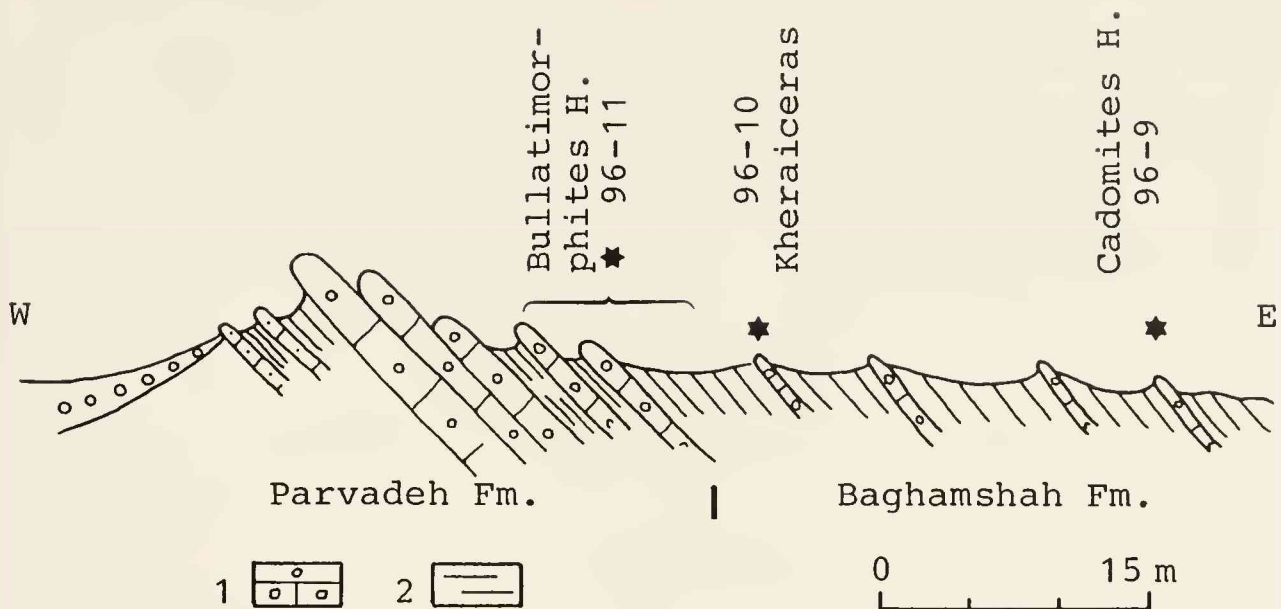 Bullatimor-
phites H.
96-11
96-10
Kheraiceras
Cadomites H.
96-9
W
E
Parvadeh Fm.
Baghamshah Fm.
1
2
0
15 m